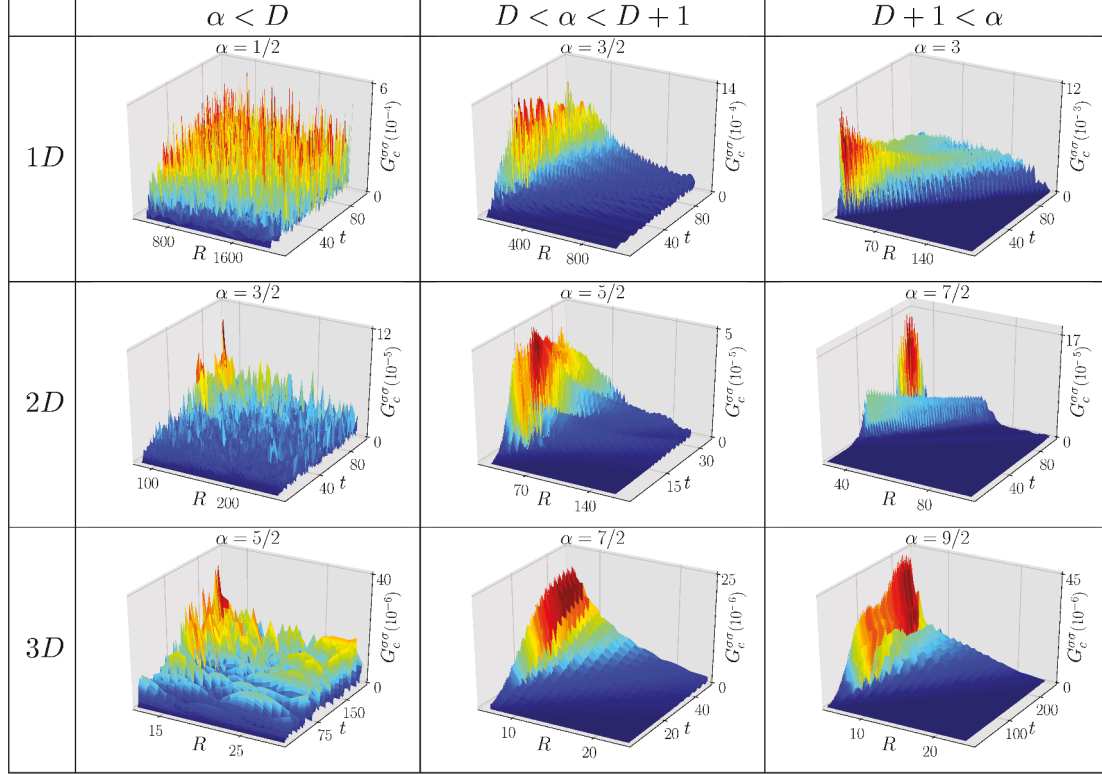 α < D
D < α < D + 1
D + 1 < α
1D
α = 1/2
6
G_c^{σσ}(10^{-4})
0
80
40
t
800
R
1600
α = 3/2
14
G_c^{σσ}(10^{-4})
0
80
40
t
400
R
800
α = 3
12
G_c^{σσ}(10^{-3})
0
80
40
t
70
R
140
2D
α = 3/2
12
G_c^{σσ}(10^{-5})
0
80
40
t
100
R
200
α = 5/2
5
G_c^{σσ}(10^{-5})
0
30
15
t
70
R
140
α = 7/2
17
G_c^{σσ}(10^{-5})
0
80
40
t
40
R
80
3D
α = 5/2
40
G_c^{σσ}(10^{-6})
0
150
75
t
15
R
25
α = 7/2
25
G_c^{σσ}(10^{-6})
0
40
20
t
10
R
20
α = 9/2
45
G_c^{σσ}(10^{-6})
0
200
100
t
10
R
20